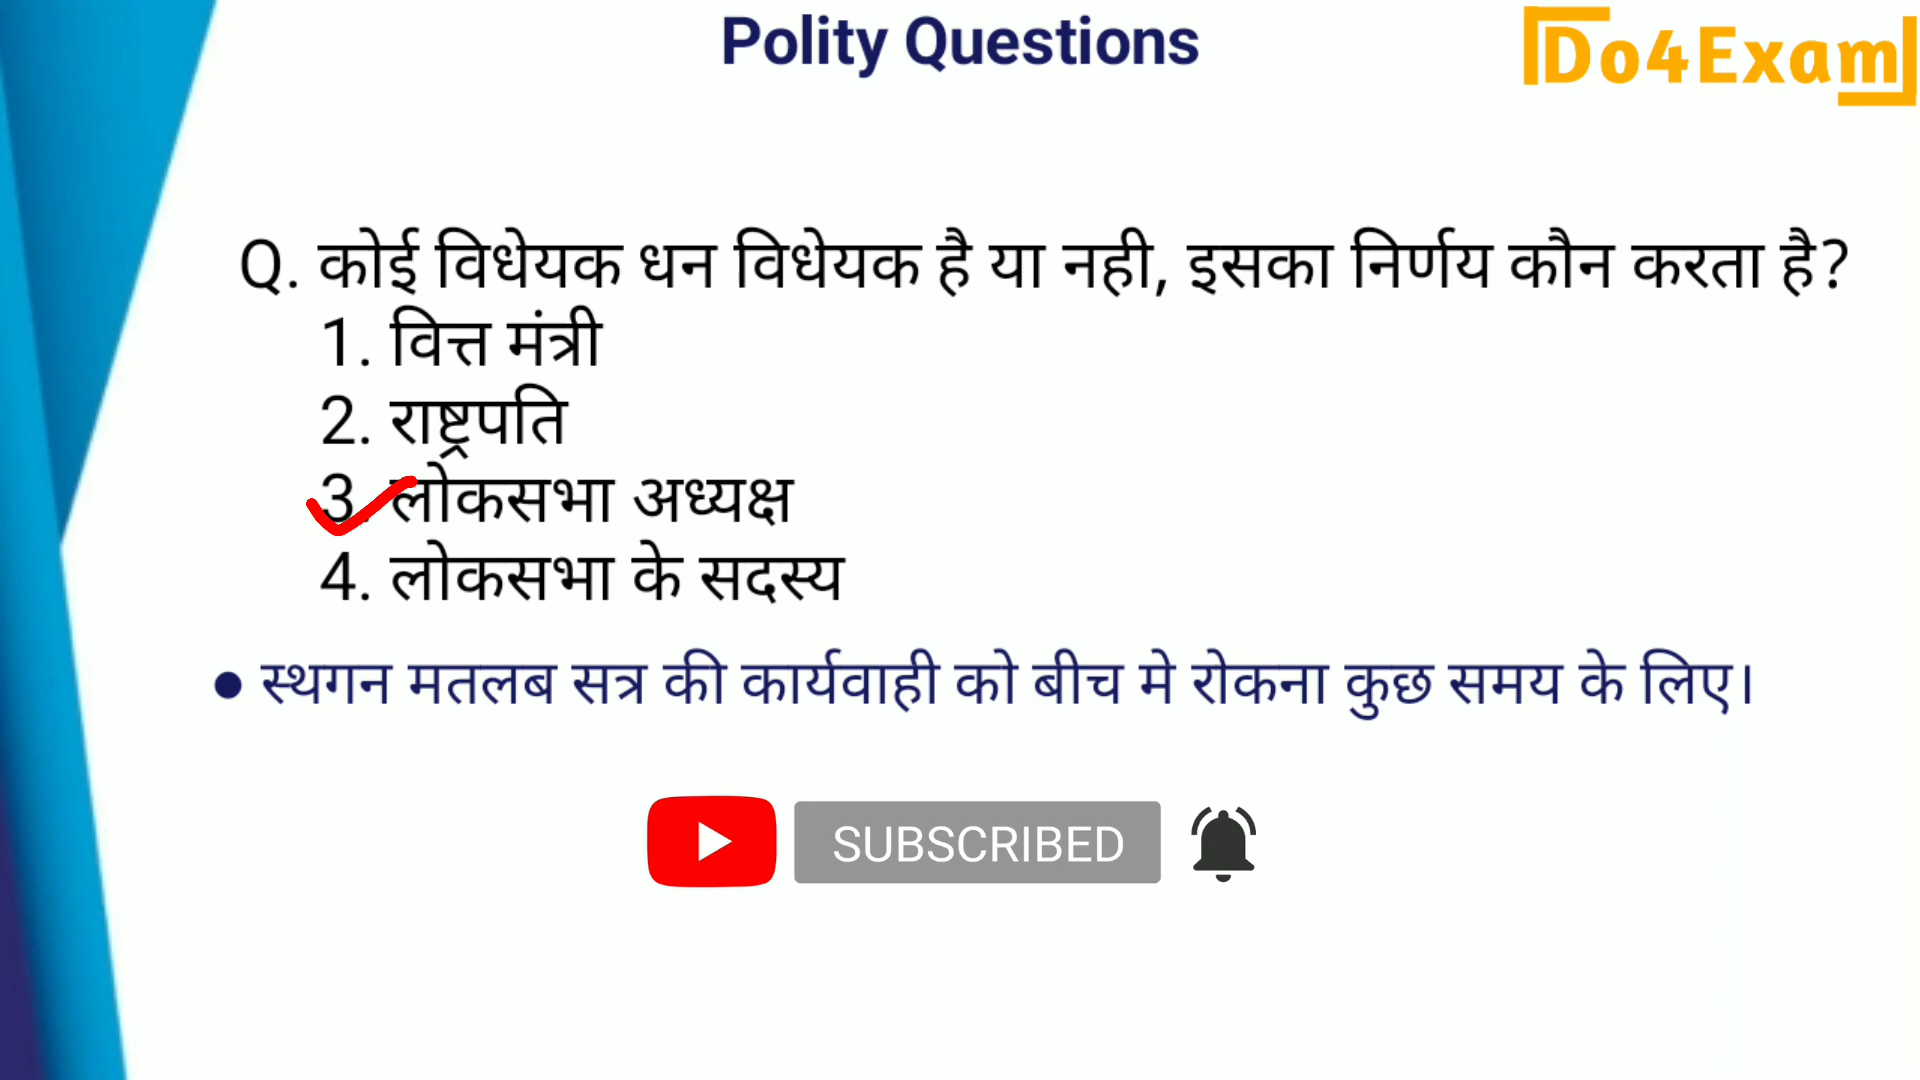 Polity Questions
Do4Exam
Q. कोई विधेयक धन विधेयक है या नही, इसका निर्णय कौन करता है?
1. वित्त मंत्री
2. राष्ट्रपति
3. लोकसभा अध्यक्ष
4. लोकसभा के सदस्य
● स्थगन मतलब सत्र की कार्यवाही को बीच मे रोकना कुछ समय के लिए।
SUBSCRIBED